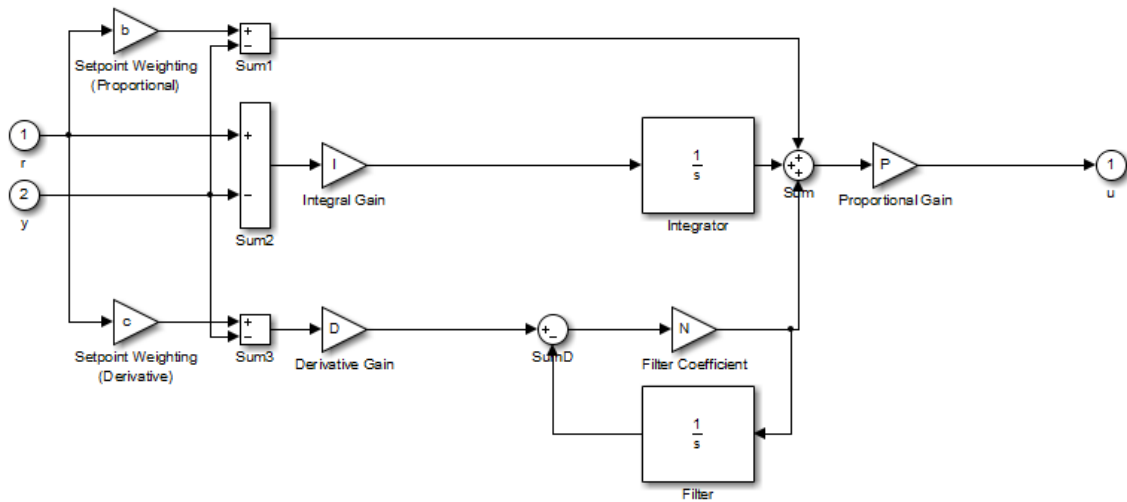 b
+
−
Sum1
Setpoint Weighting
(Proportional)
1
r
2
y
+
−
Sum2
I
Integral Gain
1
s
Integrator
+
+
+
Sum
P
Proportional Gain
1
u
c
Setpoint Weighting
(Derivative)
+
−
Sum3
D
Derivative Gain
+
−
SumD
N
Filter Coefficient
1
s
Filter